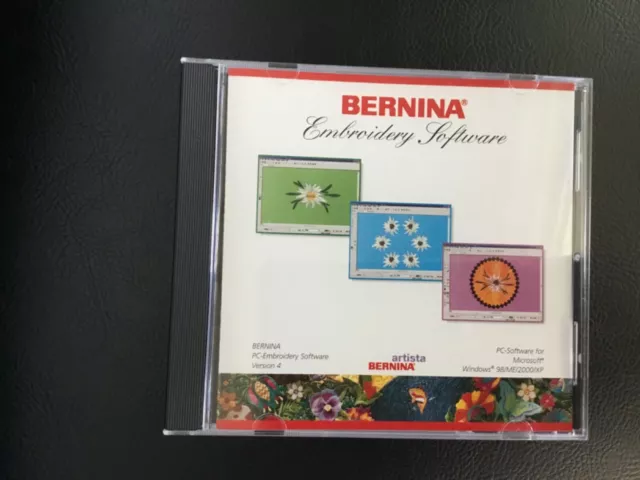 BERNINA®
Embroidery Software
BERNINA
PC-Embroidery Software
Version 4
artista
BERNINA®
PC-Software for
Microsoft®
Windows® 98/ME/2000/XP